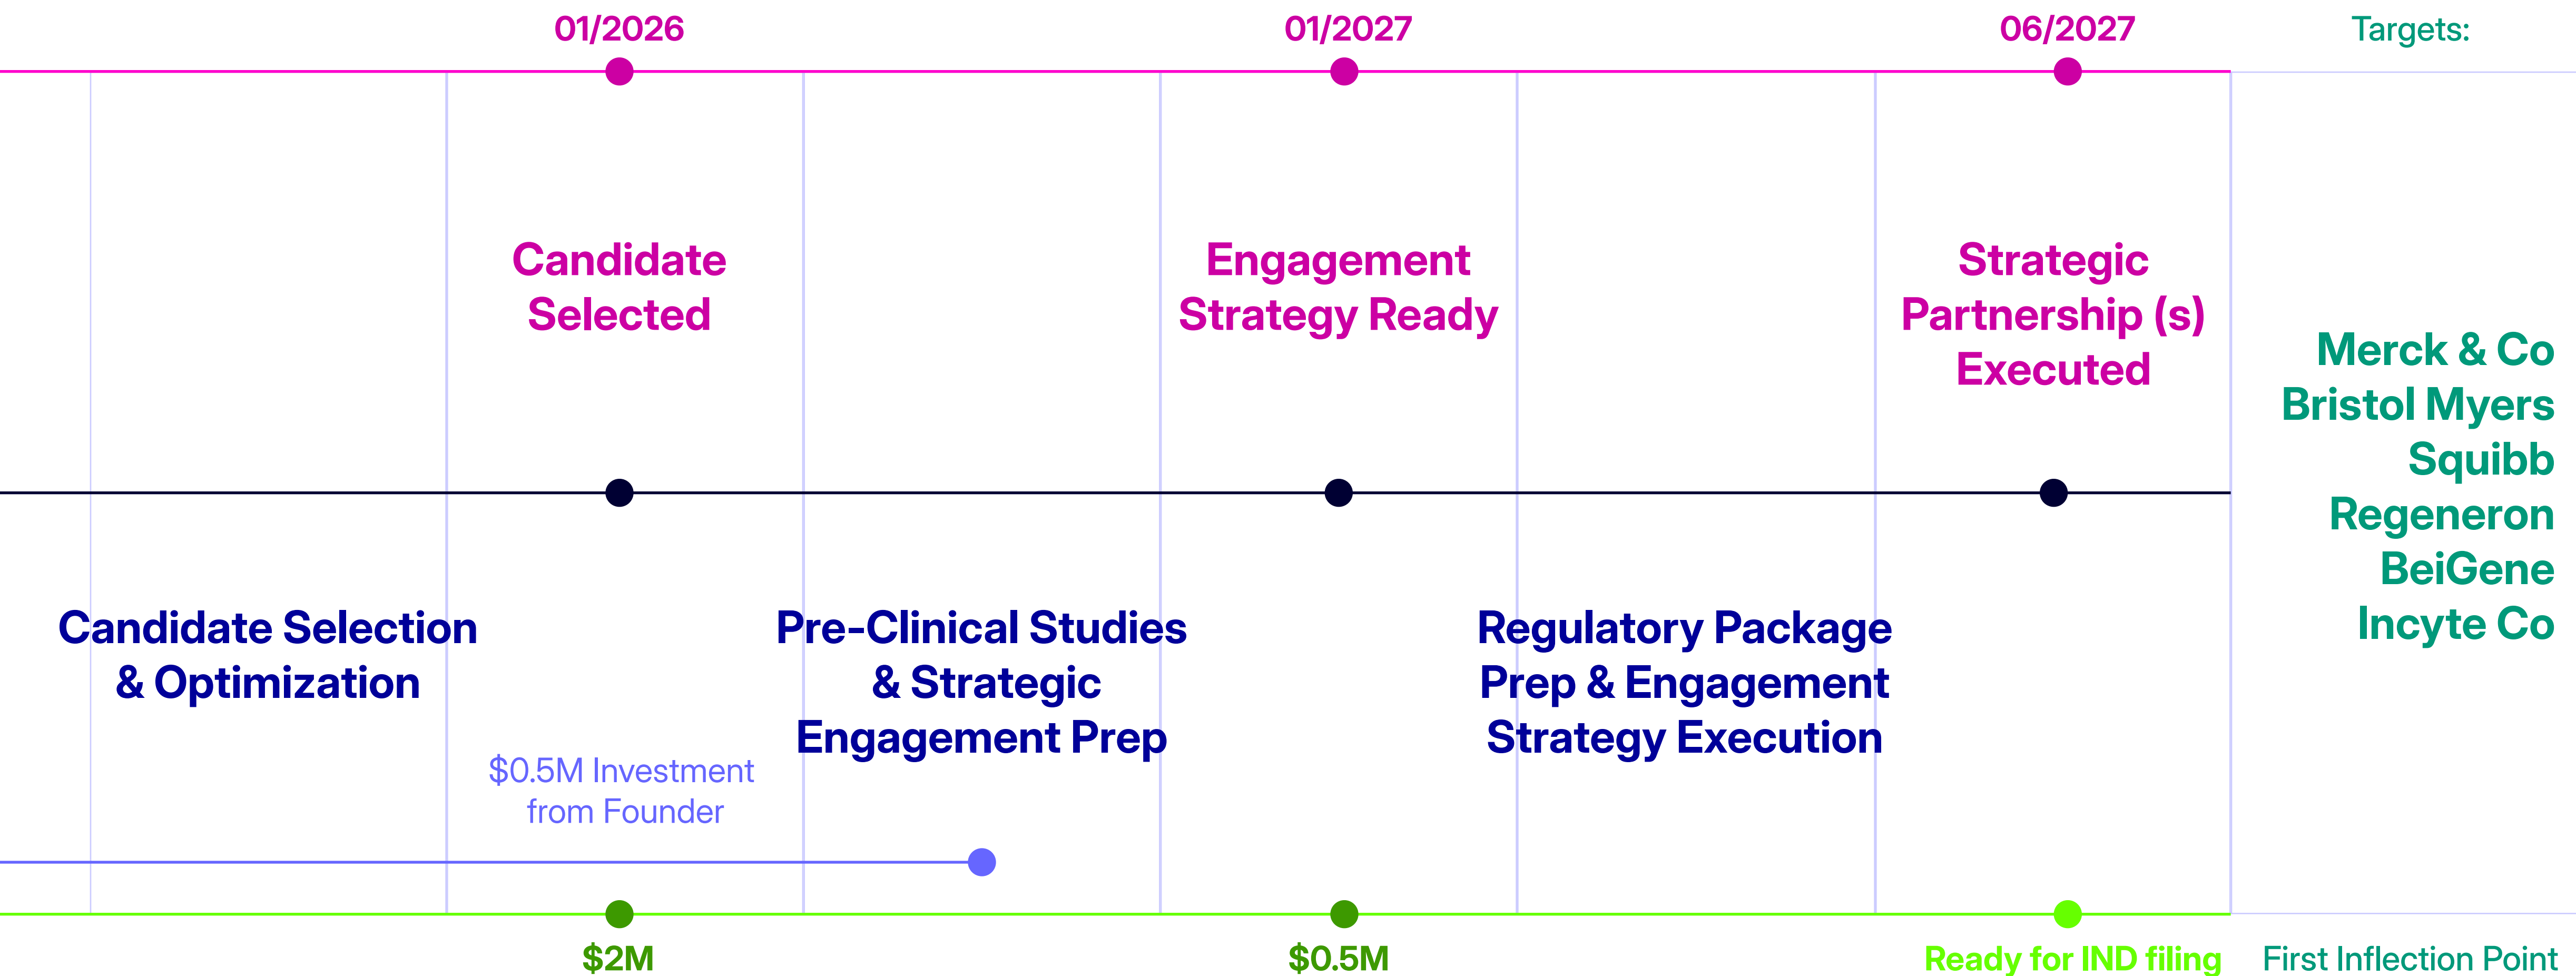 01/2026
01/2027
06/2027
Targets:
Candidate
Selected
Engagement
Strategy Ready
Strategic
Partnership (s)
Executed
Merck & Co
Bristol Myers
Squibb
Regeneron
BeiGene
Incyte Co
Candidate Selection
& Optimization
Pre-Clinical Studies
& Strategic
Engagement Prep
Regulatory Package
Prep & Engagement
Strategy Execution
$0.5M Investment
from Founder
$2M
$0.5M
Ready for IND filing
First Inflection Point